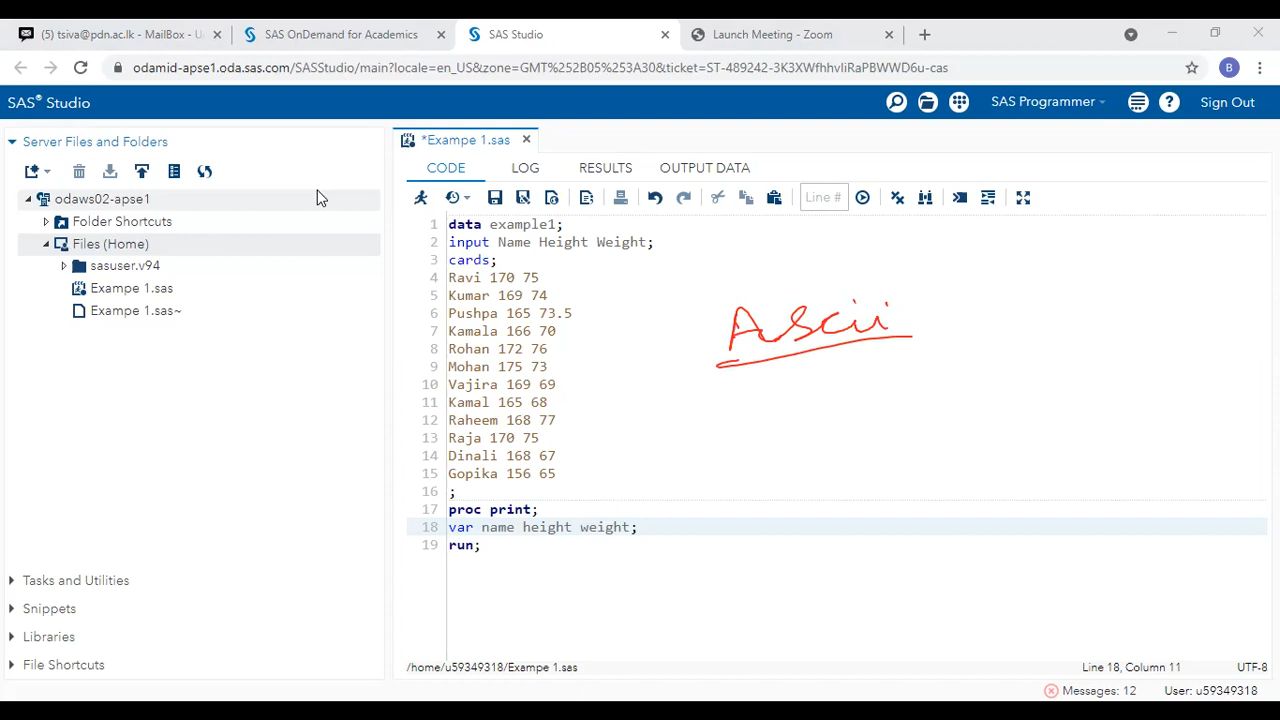 (5) tsiva@pdn.ac.lk - MailBox - U
SAS OnDemand for Academics
SAS Studio
Launch Meeting - Zoom
odamid-apse1.oda.sas.com/SASStudio/main?locale=en_US&zone=GMT%252B05%253A30&ticket=ST-489242-3K3XWfhhvIiRaPBWWD6u-cas
B
SAS® Studio
SAS Programmer
Sign Out
Server Files and Folders
odaws02-apse#1
Folder Shortcuts
Files (Home)
sasuser.v94
Exampe 1.sas
Exampe 1.sas~
Tasks and Utilities
Snippets
Libraries
File Shortcuts
*Exampe 1.sas
CODE LOG RESULTS OUTPUT DATA
Line #
1 data example1;
2 input Name Height Weight;
3 cards;
4 Ravi 170 75
5 Kumar 169 74
6 Pushpa 165 73.5
7 Kamala 166 70
8 Rohan 172 76
9 Mohan 175 73
10 Vajira 169 69
11 Kamal 165 68
12 Raheem 168 77
13 Raja 170 75
14 Dinali 168 67
15 Gopika 156 65
16 ;
17 proc print;
18 var name height weight;
19 run;
Ascii
/home/u59349318/Exampe 1.sas
Line 18, Column 11
UTF-8
Messages: 12
User: u59349318